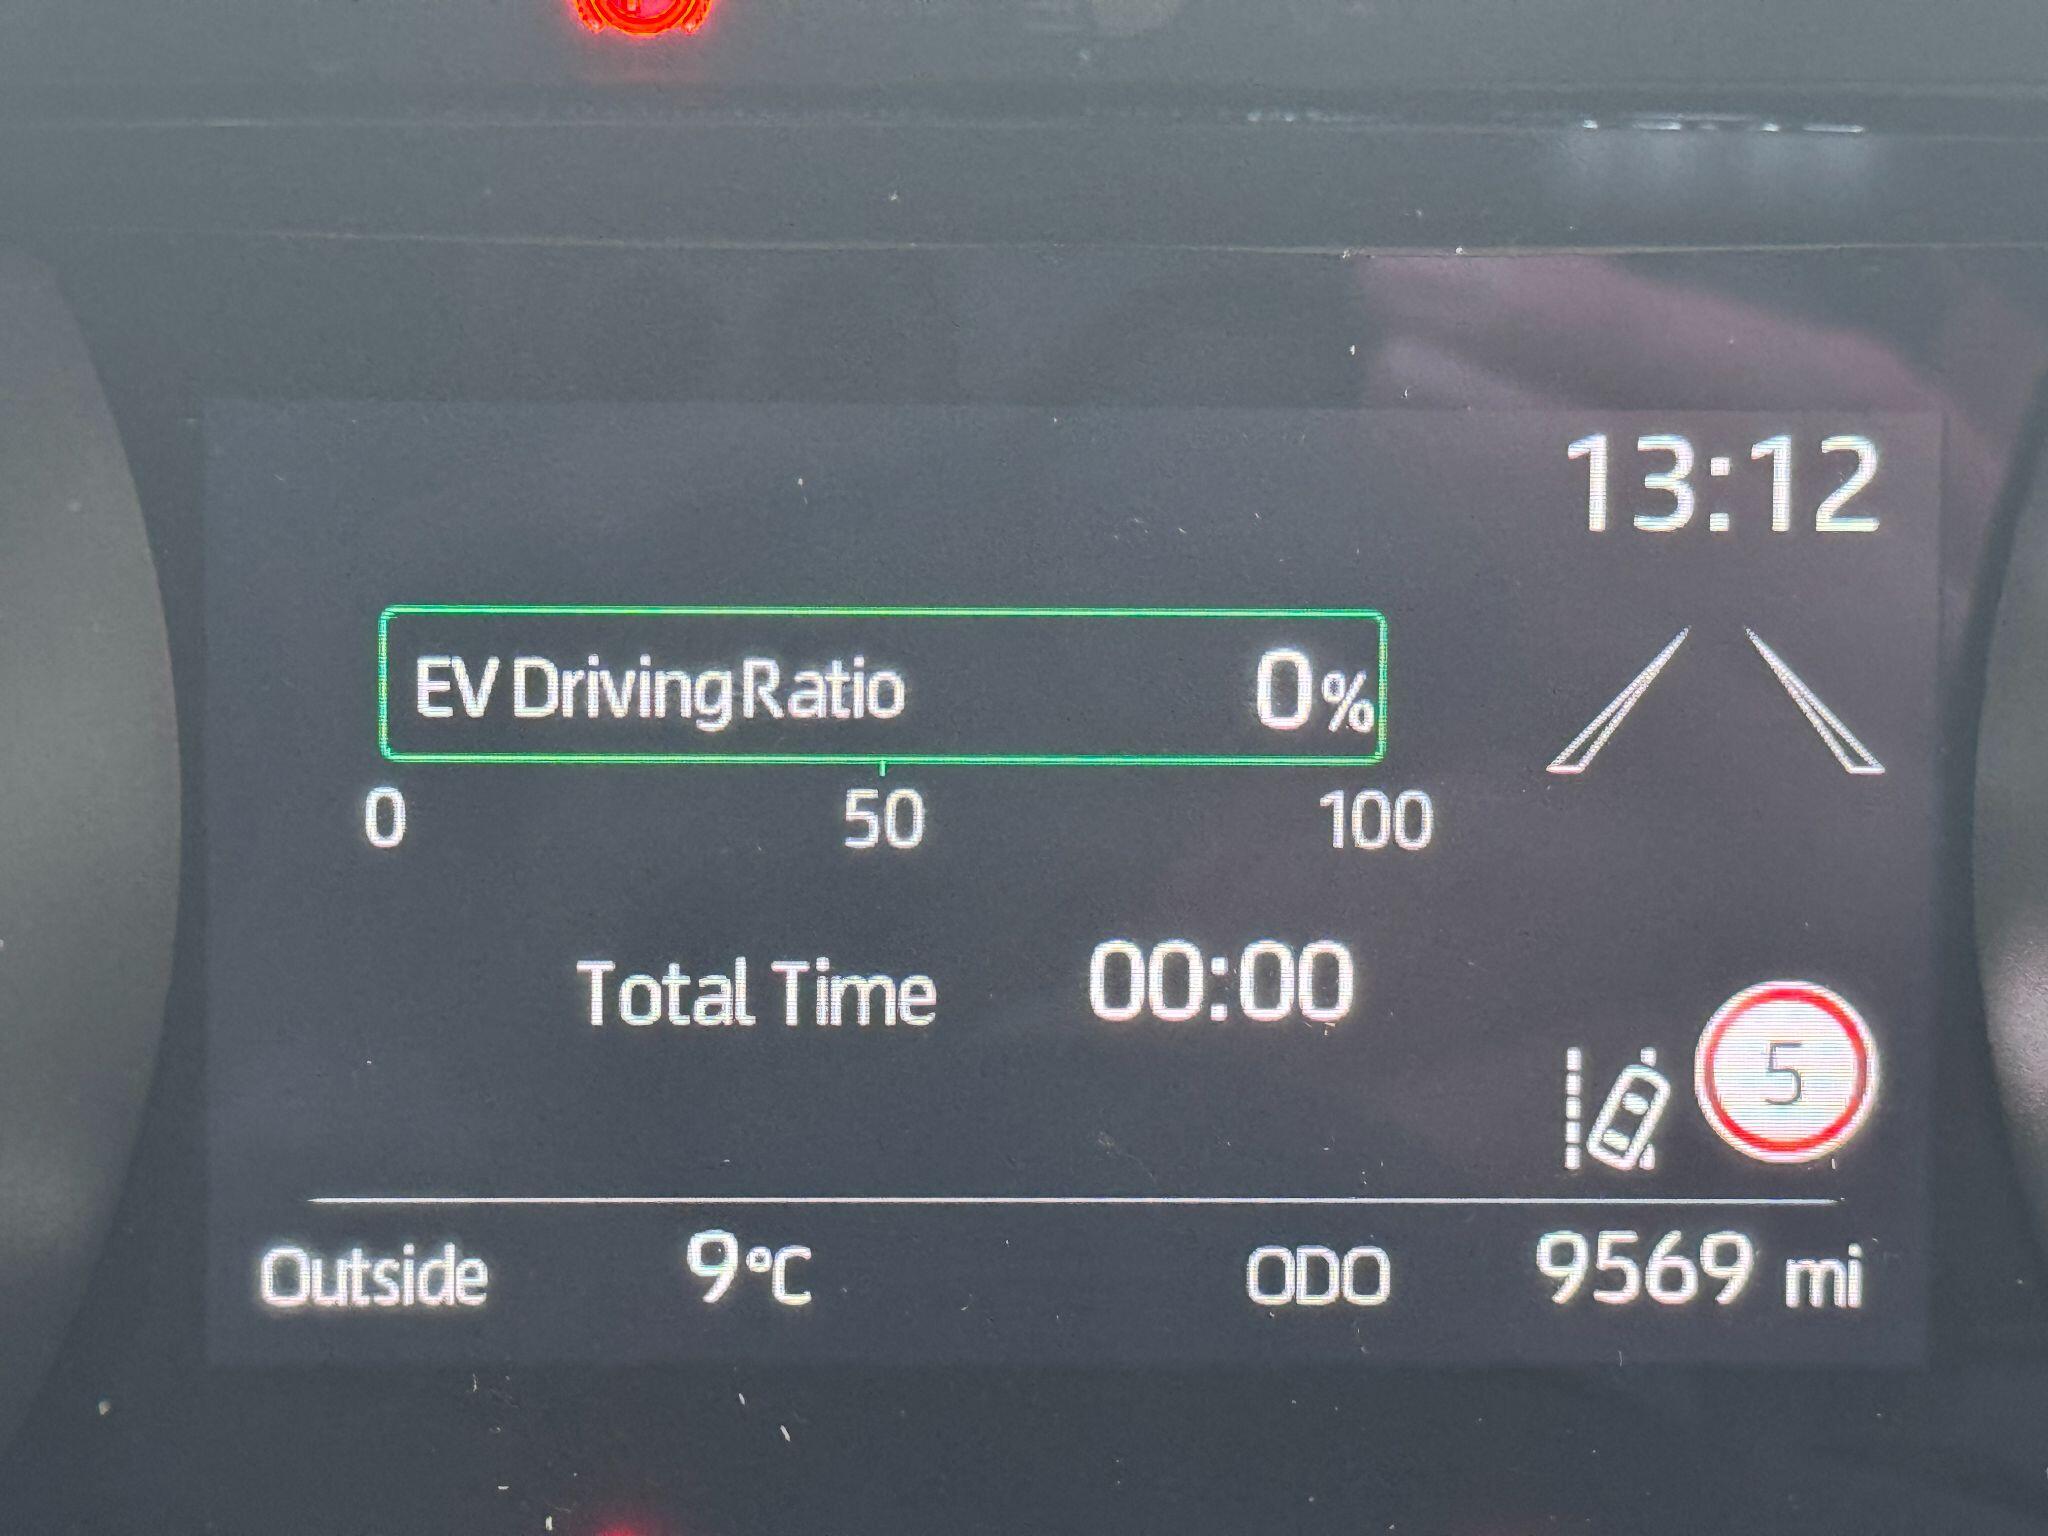 13:12
EV Driving Ratio 0%
0 50 100
Total Time 00:00
5
Outside 9°C ODO 9569 mi